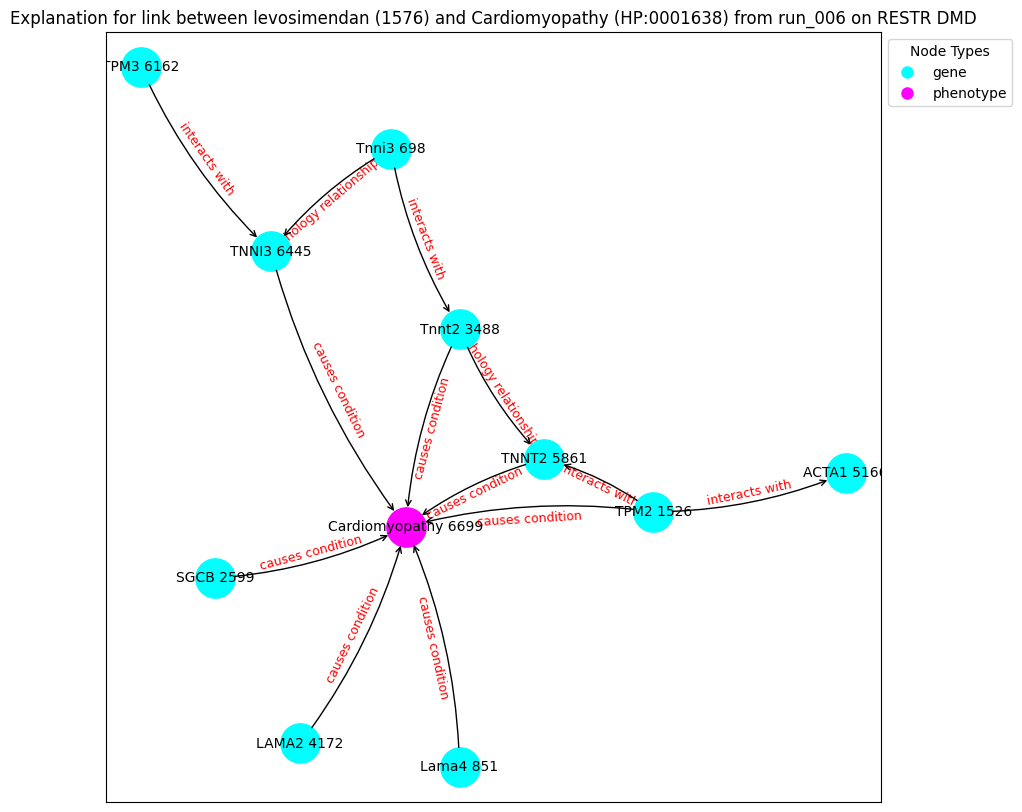 Explanation for link between levosimendan (1576) and Cardiomyopathy (HP:0001638) from run_006 on RESTR DMD
Node Types
gene
phenotype
TPM3 6162
interacts with
Tnni3 698
hology relationship
interacts with
TNNI3 6445
Tnnt2 3488
causes condition
hology relationship
causes condition
TNNT2 5861
ACTA1 5166
interacts with
interacts with
causes condition
TPM2 1526
causes condition
Cardiomyopathy 6699
causes condition
SGCB 2599
causes condition
causes condition
LAMA2 4172
Lama4 851